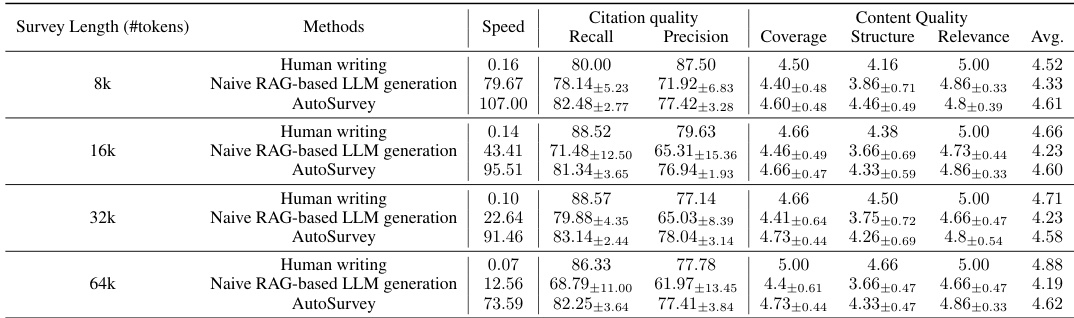 Survey Length (#tokens) Methods Speed Citation quality Content Quality
Recall Precision Coverage Structure Relevance Avg.
8k Human writing 0.16 80.00 87.50 4.50 4.16 5.00 4.52
Naive RAG-based LLM generation 79.67 78.14±5.23 71.92±6.83 4.40±0.48 3.86±0.71 4.86±0.33 4.33
AutoSurvey 107.00 82.48±2.77 77.42±3.28 4.60±0.48 4.46±0.49 4.8±0.39 4.61
16k Human writing 0.14 88.52 79.63 4.66 4.38 5.00 4.66
Naive RAG-based LLM generation 43.41 71.48±12.50 65.31±15.36 4.46±0.49 3.66±0.69 4.73±0.44 4.23
AutoSurvey 95.51 81.34±3.65 76.94±1.93 4.66±0.47 4.33±0.59 4.86±0.33 4.60
32k Human writing 0.10 88.57 77.14 4.66 4.50 5.00 4.71
Naive RAG-based LLM generation 22.64 79.88±4.35 65.03±8.39 4.41±0.64 3.75±0.72 4.66±0.47 4.23
AutoSurvey 91.46 83.14±2.44 78.04±3.14 4.73±0.44 4.26±0.69 4.8±0.54 4.58
64k Human writing 0.07 86.33 77.78 5.00 4.66 5.00 4.88
Naive RAG-based LLM generation 12.56 68.79±11.00 61.97±13.45 4.4±0.61 3.66±0.47 4.66±0.47 4.19
AutoSurvey 73.59 82.25±3.64 77.41±3.84 4.73±0.44 4.33±0.47 4.86±0.33 4.62